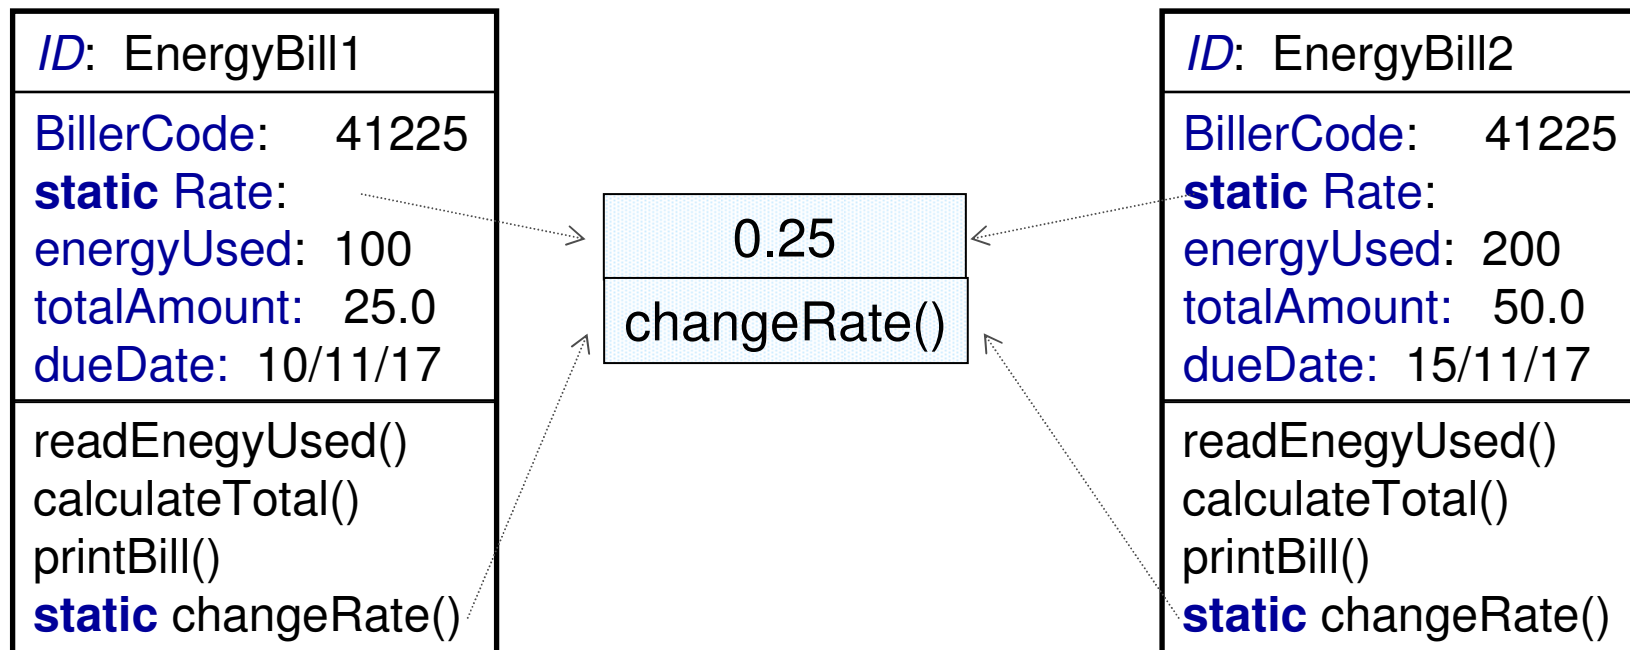 ID: EnergyBill1
BillerCode: 41225
static Rate:
energyUsed: 100
totalAmount: 25.0
dueDate: 10/11/17
readEnegyUsed()
calculateTotal()
printBill()
static changeRate()
0.25
changeRate()
ID: EnergyBill2
BillerCode: 41225
static Rate:
energyUsed: 200
totalAmount: 50.0
dueDate: 15/11/17
readEnegyUsed()
calculateTotal()
printBill()
static changeRate()